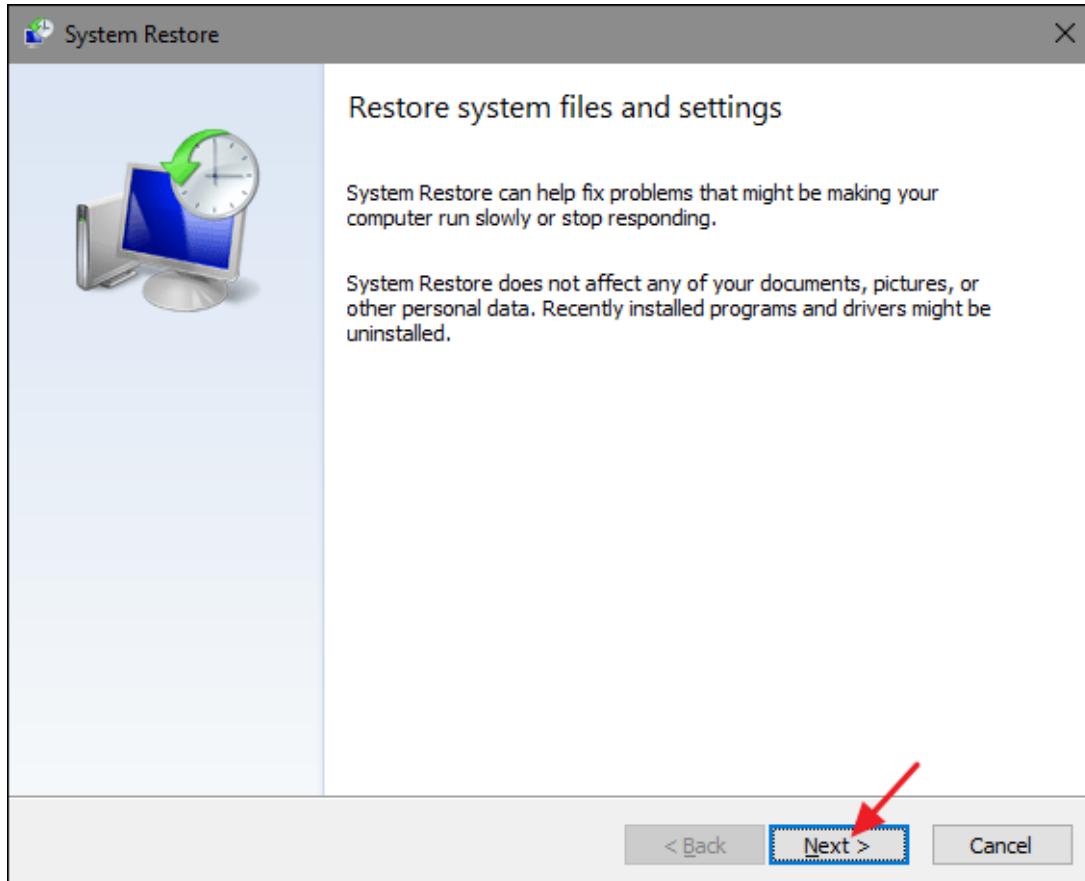 System Restore
Restore system files and settings
System Restore can help fix problems that might be making your
computer run slowly or stop responding.
System Restore does not affect any of your documents, pictures, or
other personal data. Recently installed programs and drivers might be
uninstalled.
< Back
Next >
Cancel